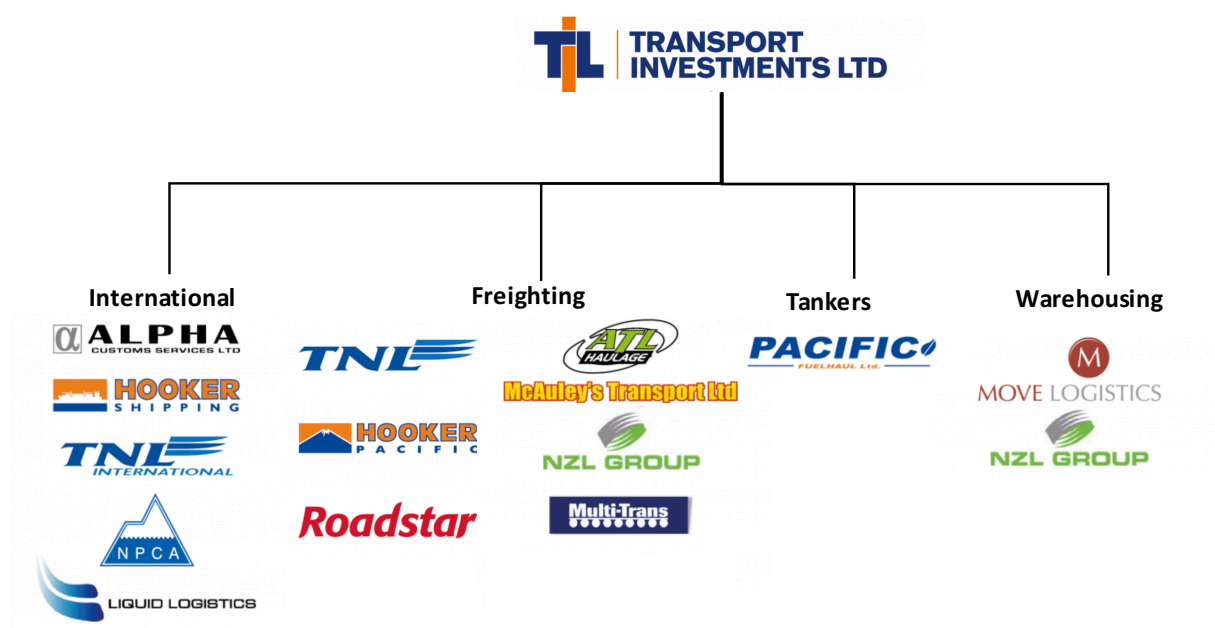 TIL
TRANSPORT
INVESTMENTS LTD
International
α ALPHA
CUSTOMS SERVICES LTD
HOOKER
SHIPPING
TNL
INTERNATIONAL
NPCA
LIQUID LOGISTICS
Freighting
TNL
HOOKER
PACIFIC
Roadstar
ATL
HAULAGE
McAuley's Transport Ltd
NZL GROUP
Multi-Trans
Tankers
PACIFIC
FUELHAUL Ltd.
Warehousing
M
MOVE LOGISTICS
NZL GROUP